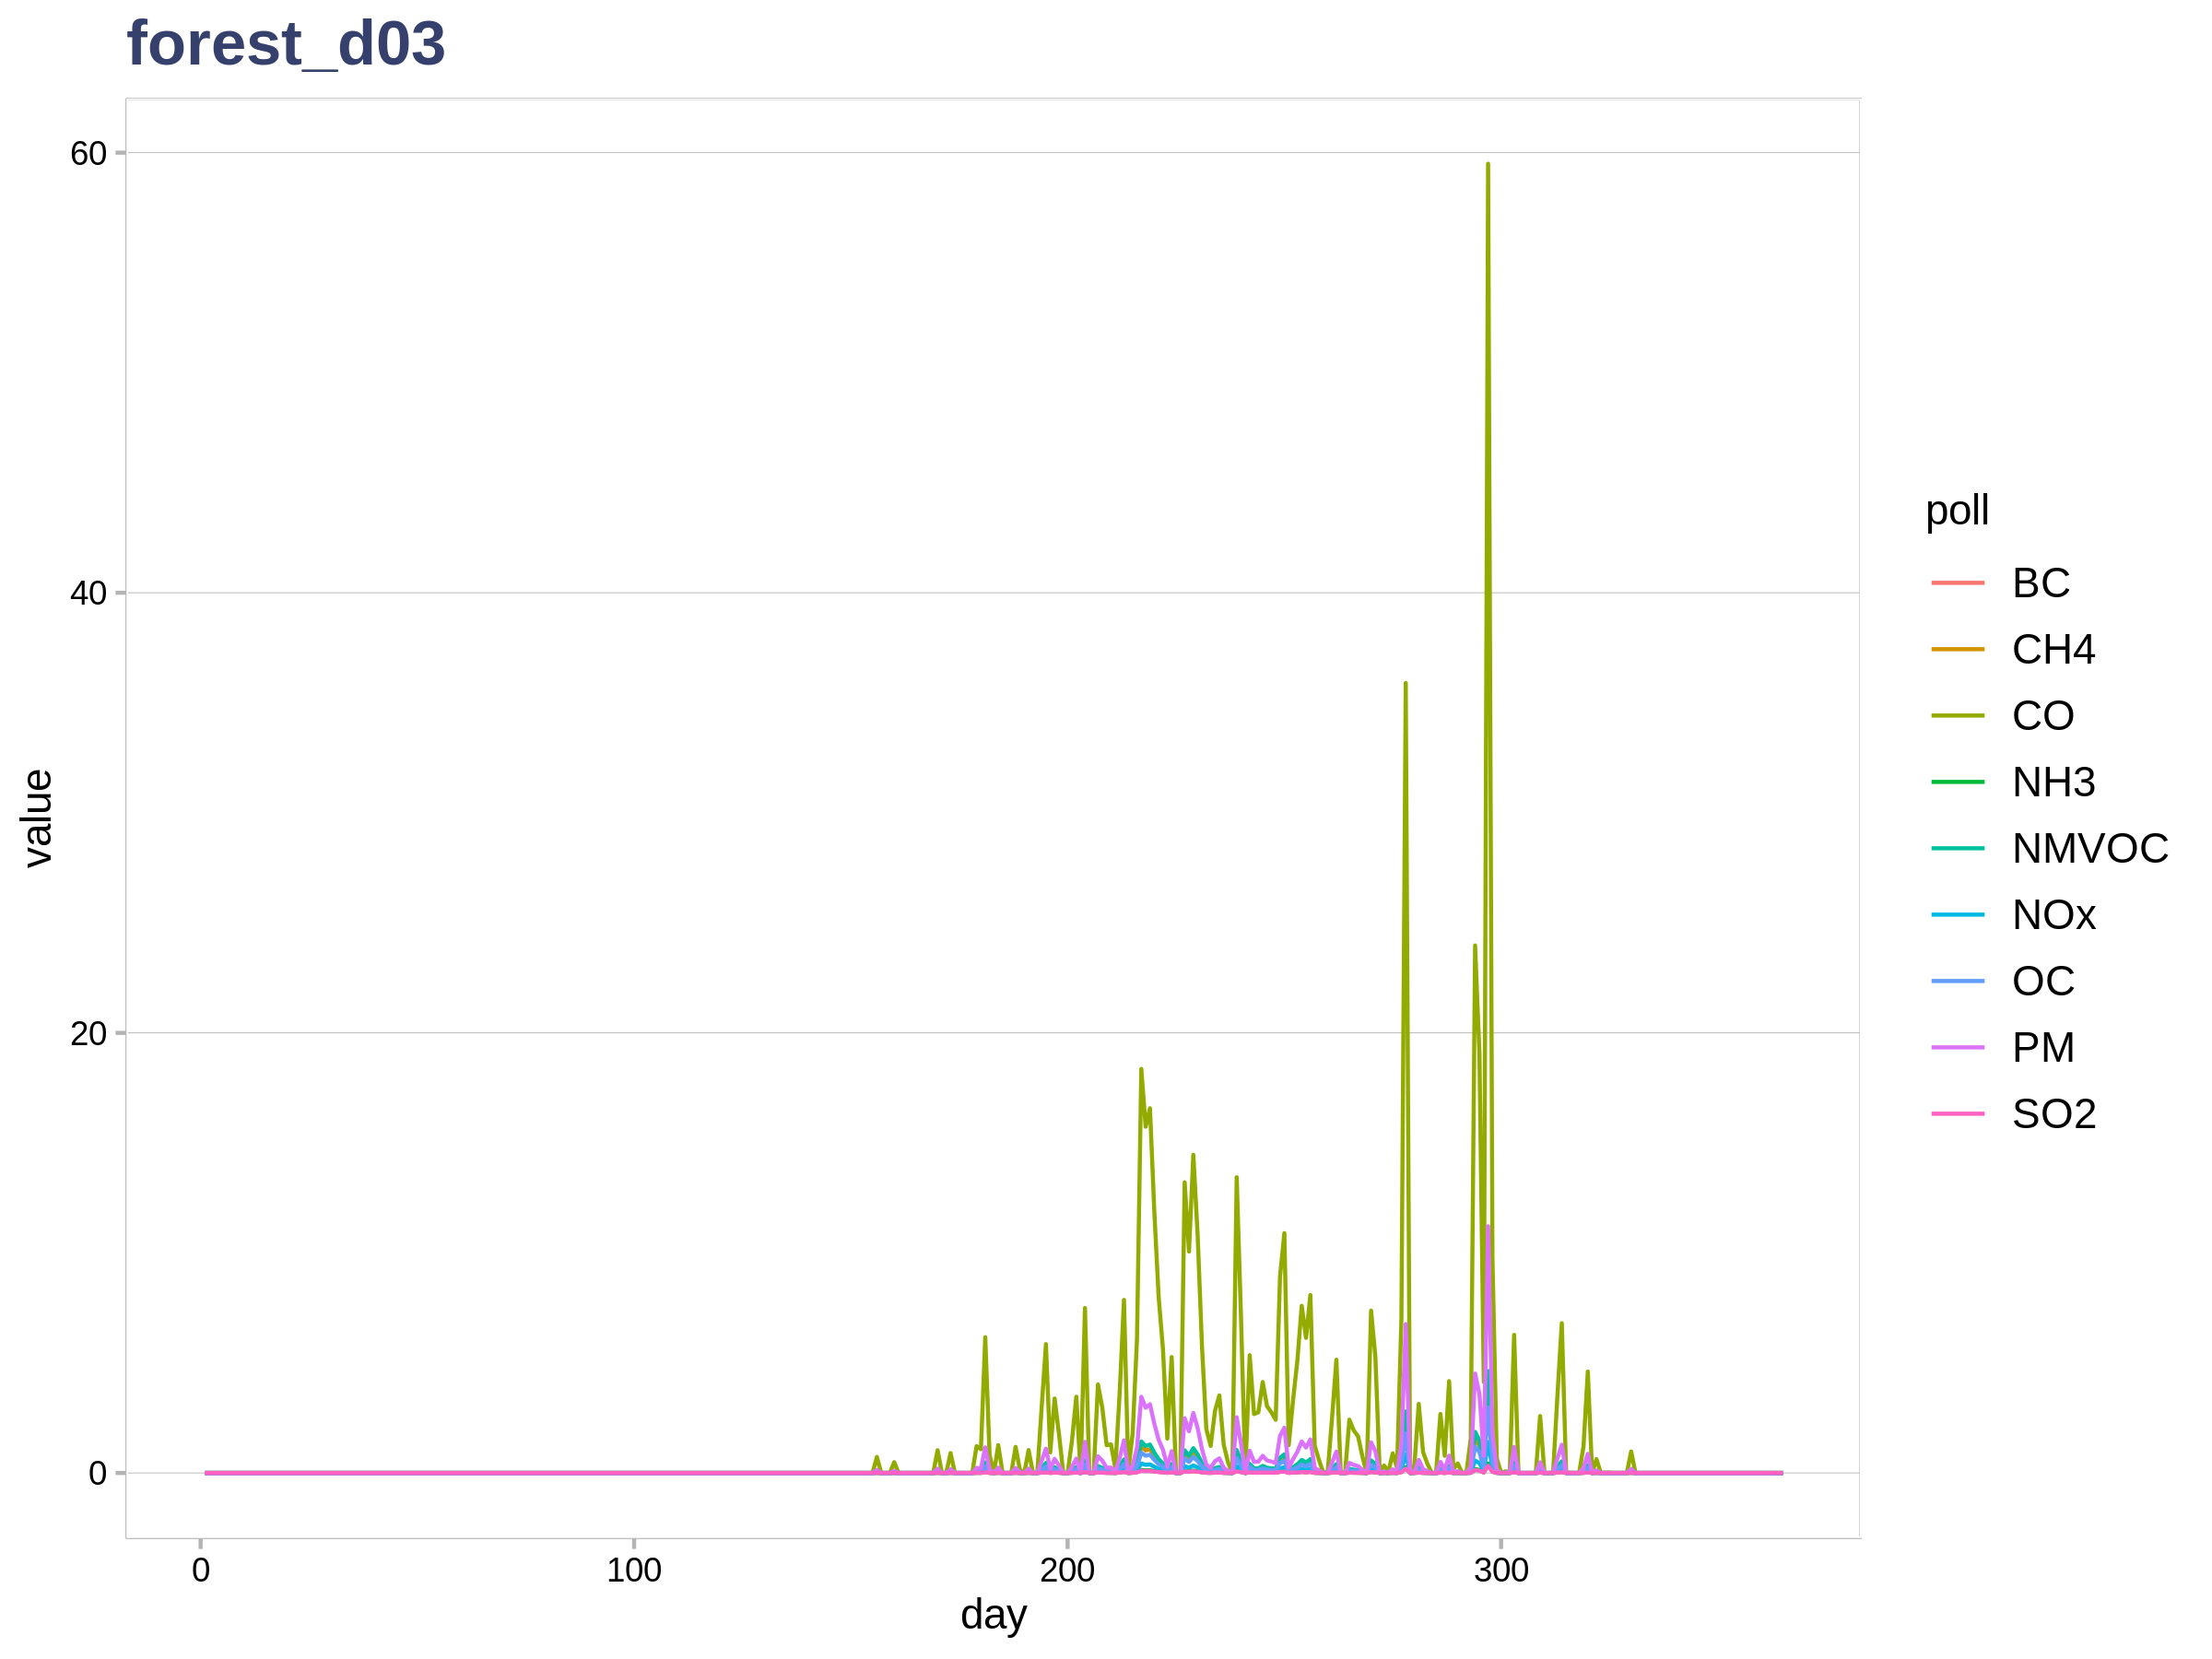 forest_d03
60
40
20
0
value
0 100 200 300
day
poll
BC
CH4
CO
NH3
NMVOC
NOx
OC
PM
SO2